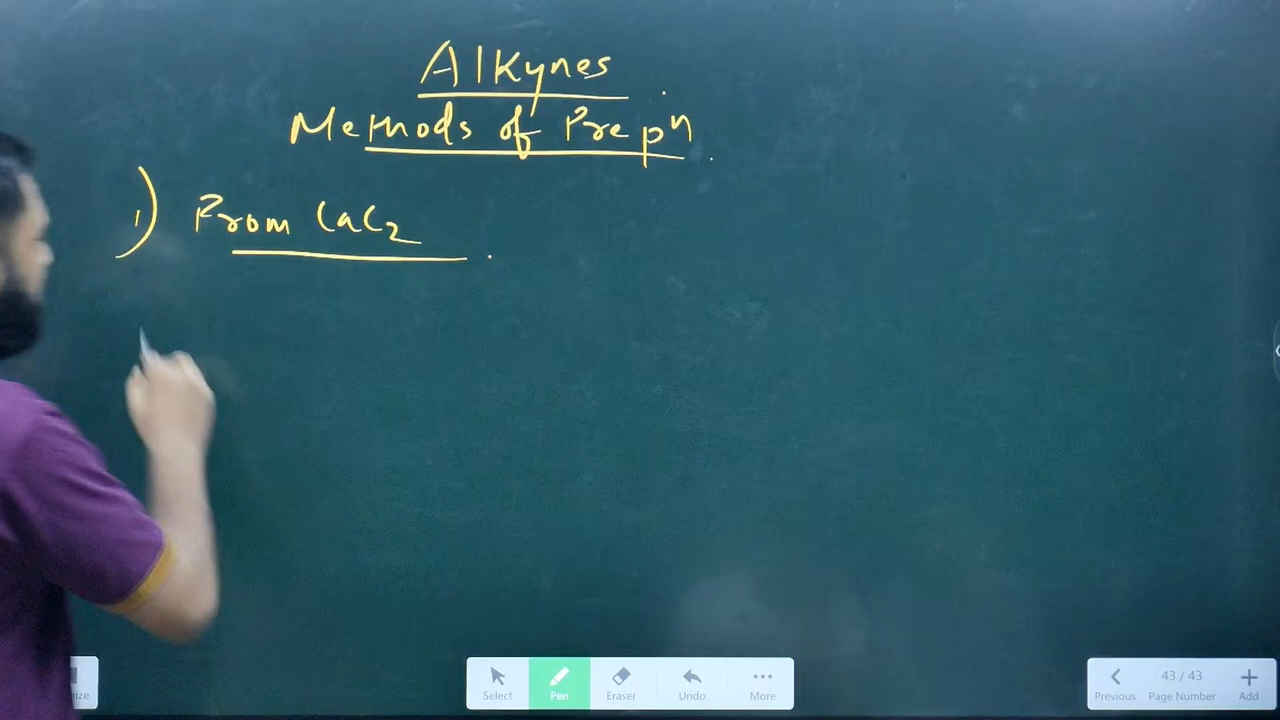 Alkynes
Methods of Prepⁿ
1) From CaC₂
Select Pen Eraser Undo More
Previous 43 / 43 Page Number Add